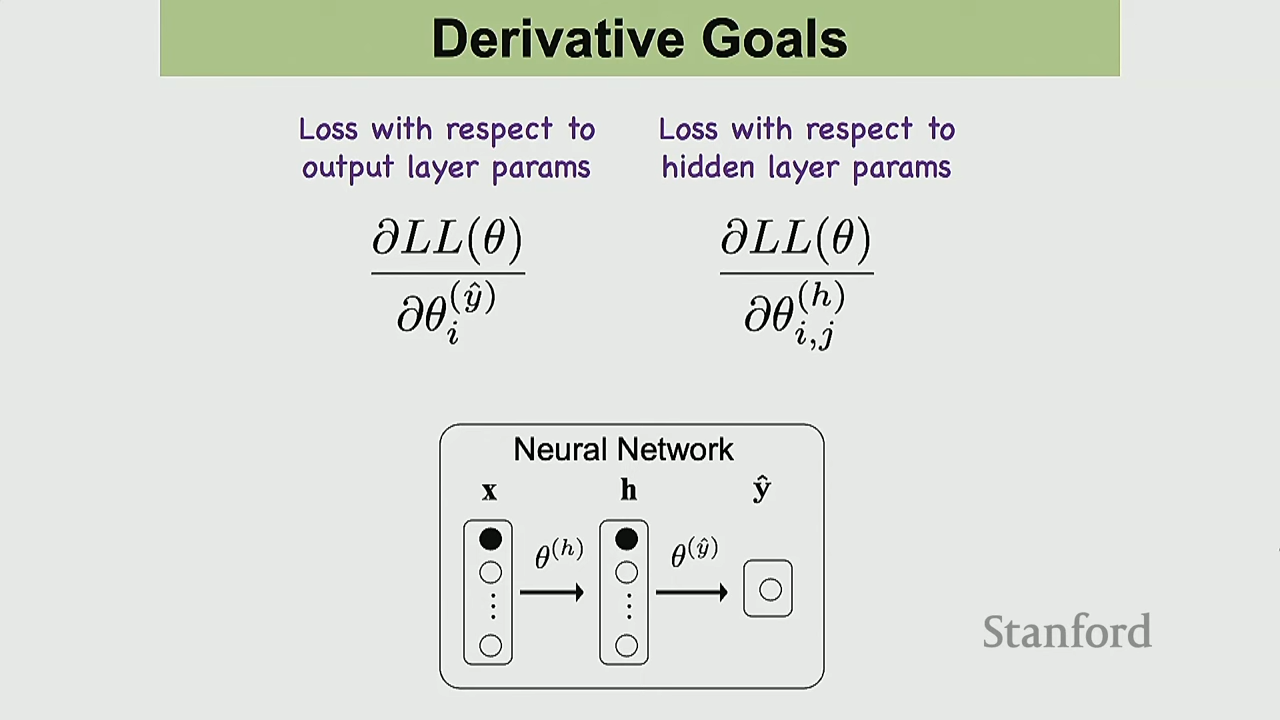 Derivative Goals
Loss with respect to
output layer params
Loss with respect to
hidden layer params
∂LL(θ)
∂θ_i^(ŷ)
∂LL(θ)
∂θ_{i,j}^(h)
Neural Network
x h ŷ
θ^(h) θ^(ŷ)
Stanford